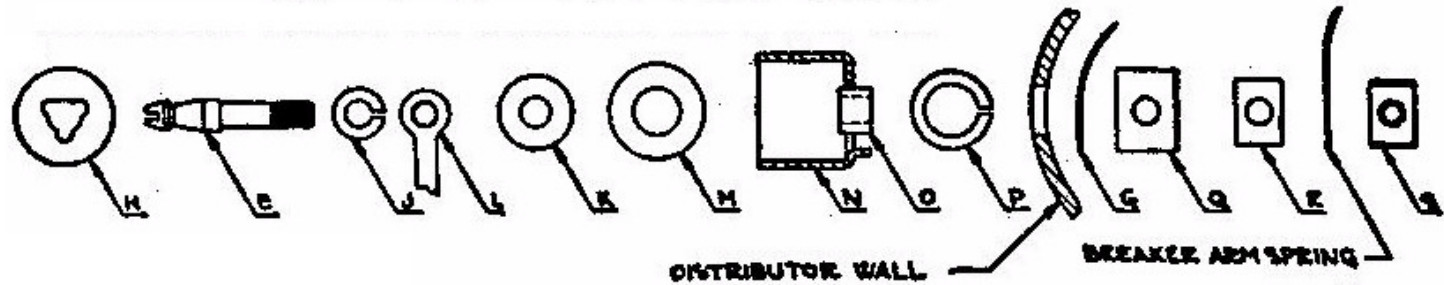 H E J L K M N O P G Q R S
DISTRIBUTOR WALL
BREAKER ARM SPRING